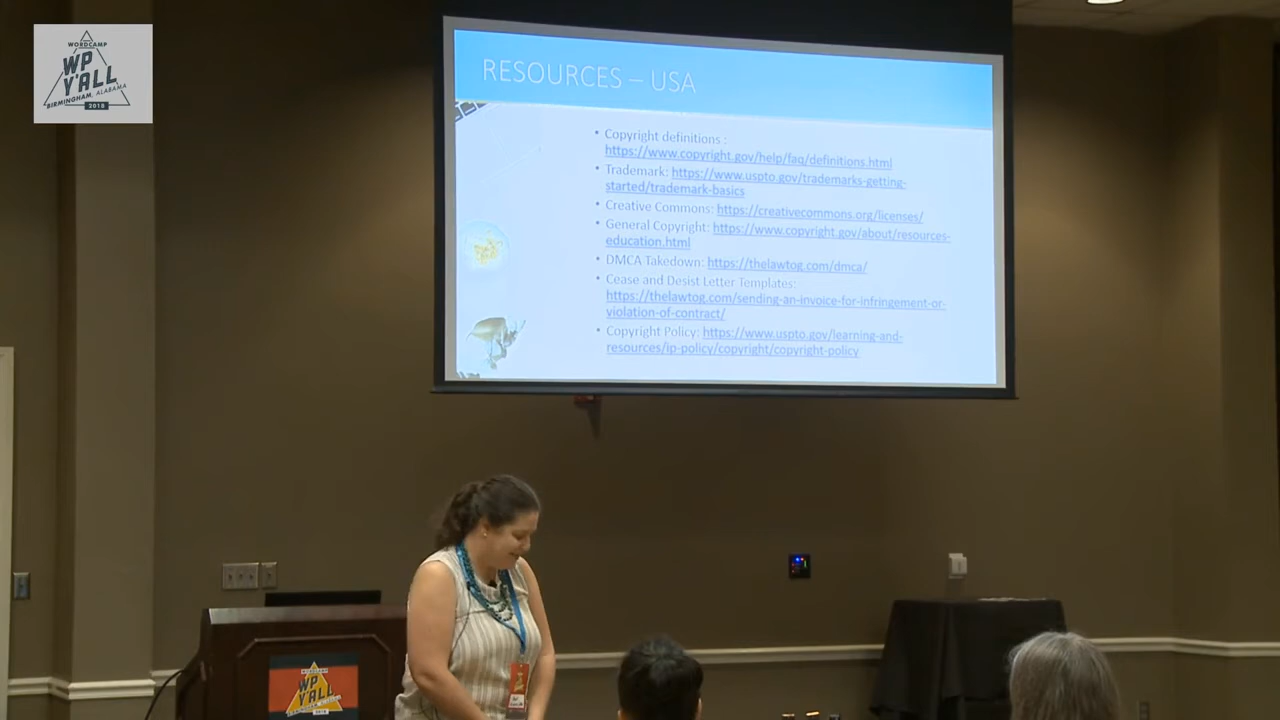 WORDCAMP
WP
Y'ALL
BIRMINGHAM, ALABAMA
2018
RESOURCES – USA
• Copyright definitions :
https://www.copyright.gov/help/faq/definitions.html
• Trademark: https://www.uspto.gov/trademarks-getting-
started/trademark-basics
• Creative Commons: https://creativecommons.org/licenses/
• General Copyright: https://www.copyright.gov/about/resources-
education.html
• DMCA Takedown: https://thelawtog.com/dmca/
• Cease and Desist Letter Templates:
https://thelawtog.com/sending-an-invoice-for-infringement-or-
violation-of-contract/
• Copyright Policy: https://www.uspto.gov/learning-and-
resources/ip-policy/copyright/copyright-policy
WORDCAMP
WP
Y'ALL
2018